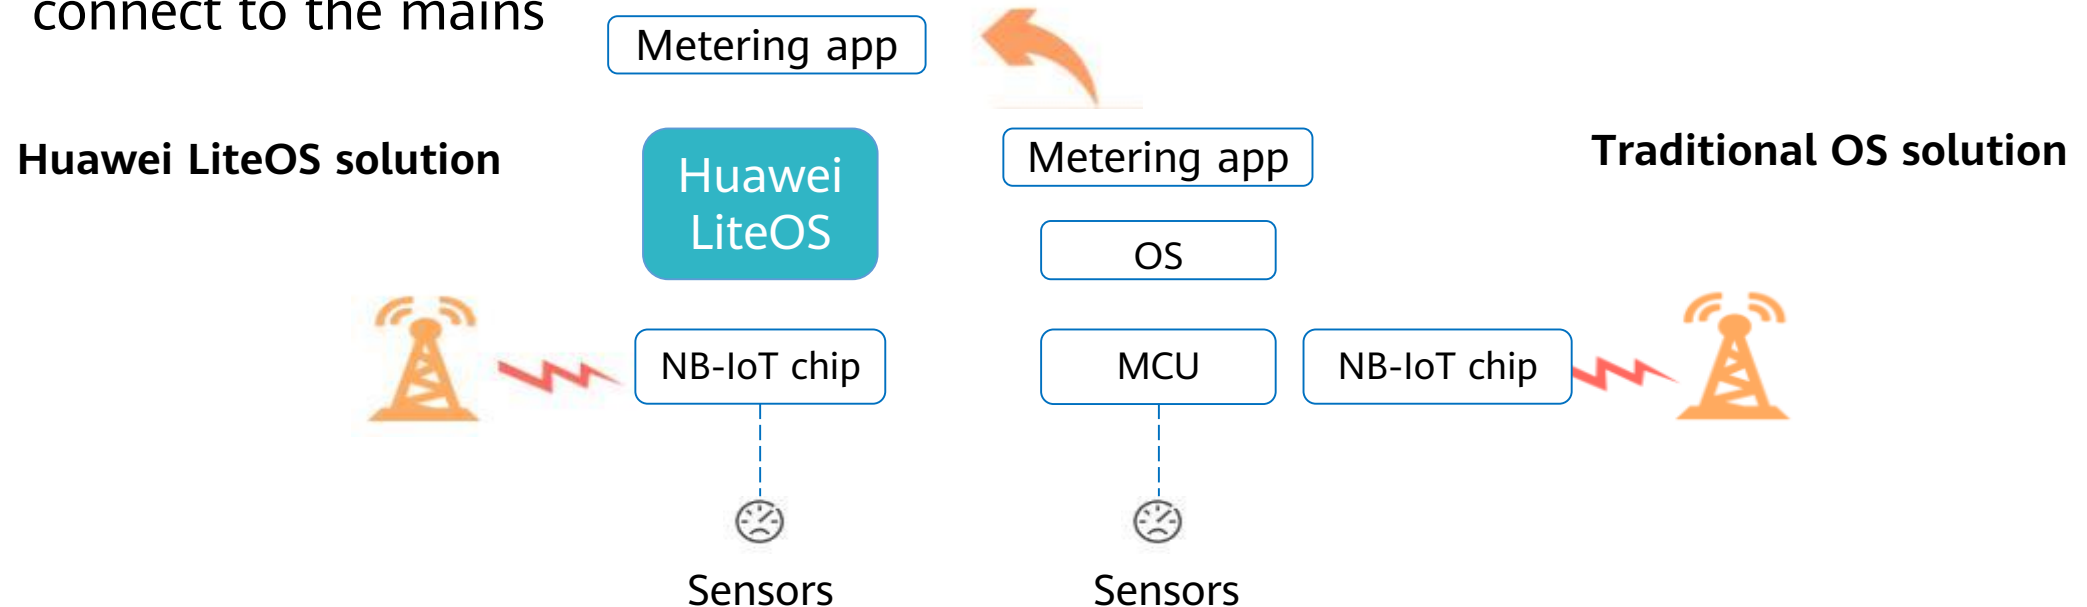 connect to the mains
Metering app
Huawei LiteOS solution
Huawei
LiteOS
Metering app
Traditional OS solution
OS
NB-IoT chip
MCU
NB-IoT chip
Sensors
Sensors